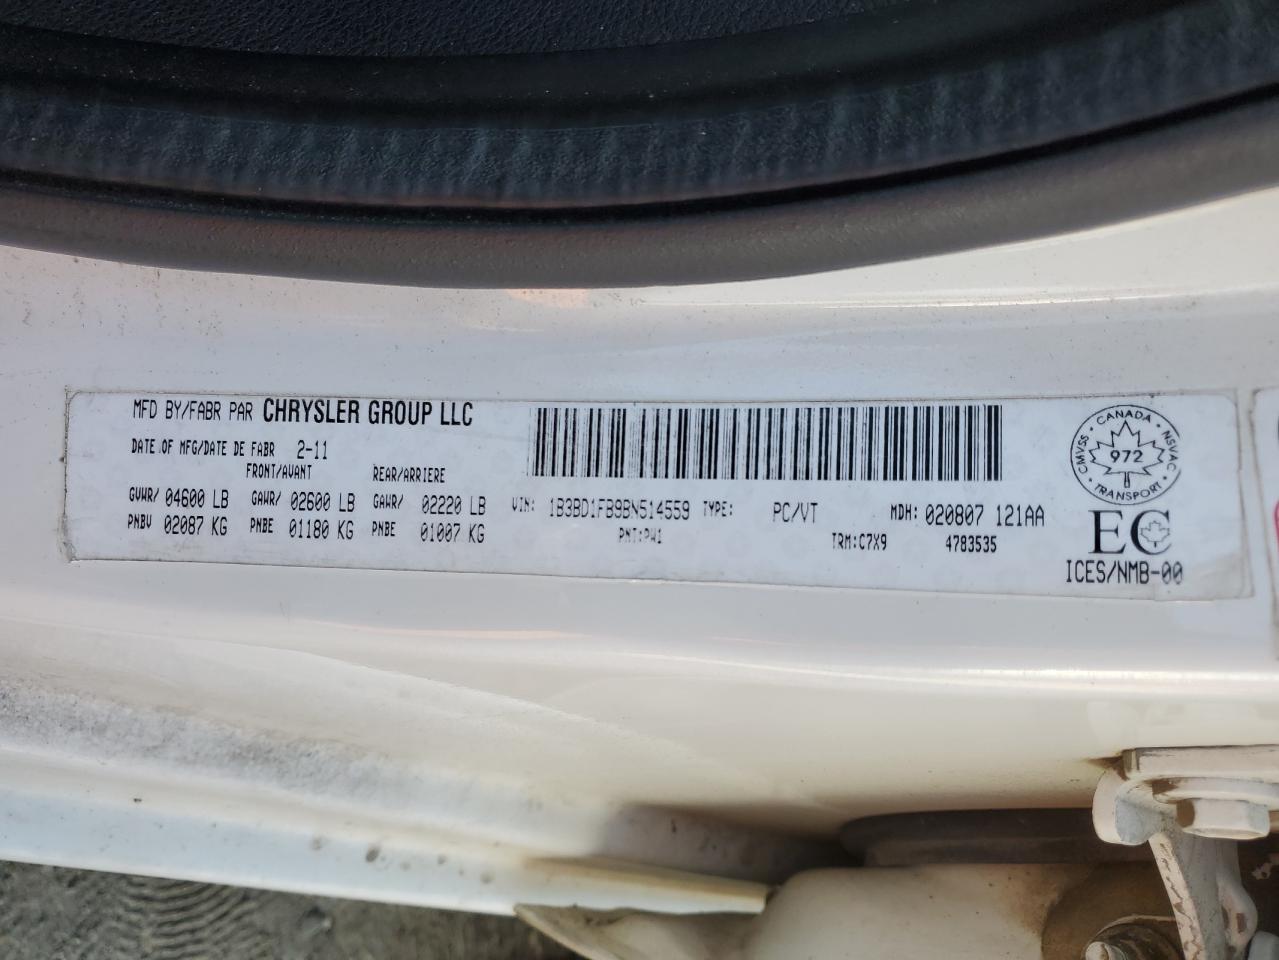 MFD BY/FABR PAR CHRYSLER GROUP LLC
DATE OF MFG/DATE DE FABR 2-11
FRONT/AVANT REAR/ARRIERE
GVWR/ 04600 LB GAWR/ 02600 LB GAWR/ 02220 LB
PNBV 02087 KG PNBE 01180 KG PNBE 01007 KG
VIN: 1B3BD1FB9BN514559 TYPE: PC/VT MDH: 020807 121AA
PNT:PW1 TRM:C7X9 4783535
CMVSS · CANADA · NSVAC · TRANSPORT ·
972
EC
ICES/NMB-00